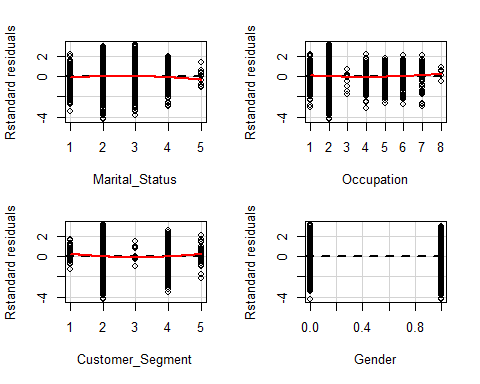 Rstandard residuals
2
0
-4
1 2 3 4 5
Marital_Status
Rstandard residuals
2
0
-4
1 2 3 4 5 6 7 8
Occupation
Rstandard residuals
2
0
-4
1 2 3 4 5
Customer_Segment
Rstandard residuals
2
0
-4
0.0 0.4 0.8
Gender